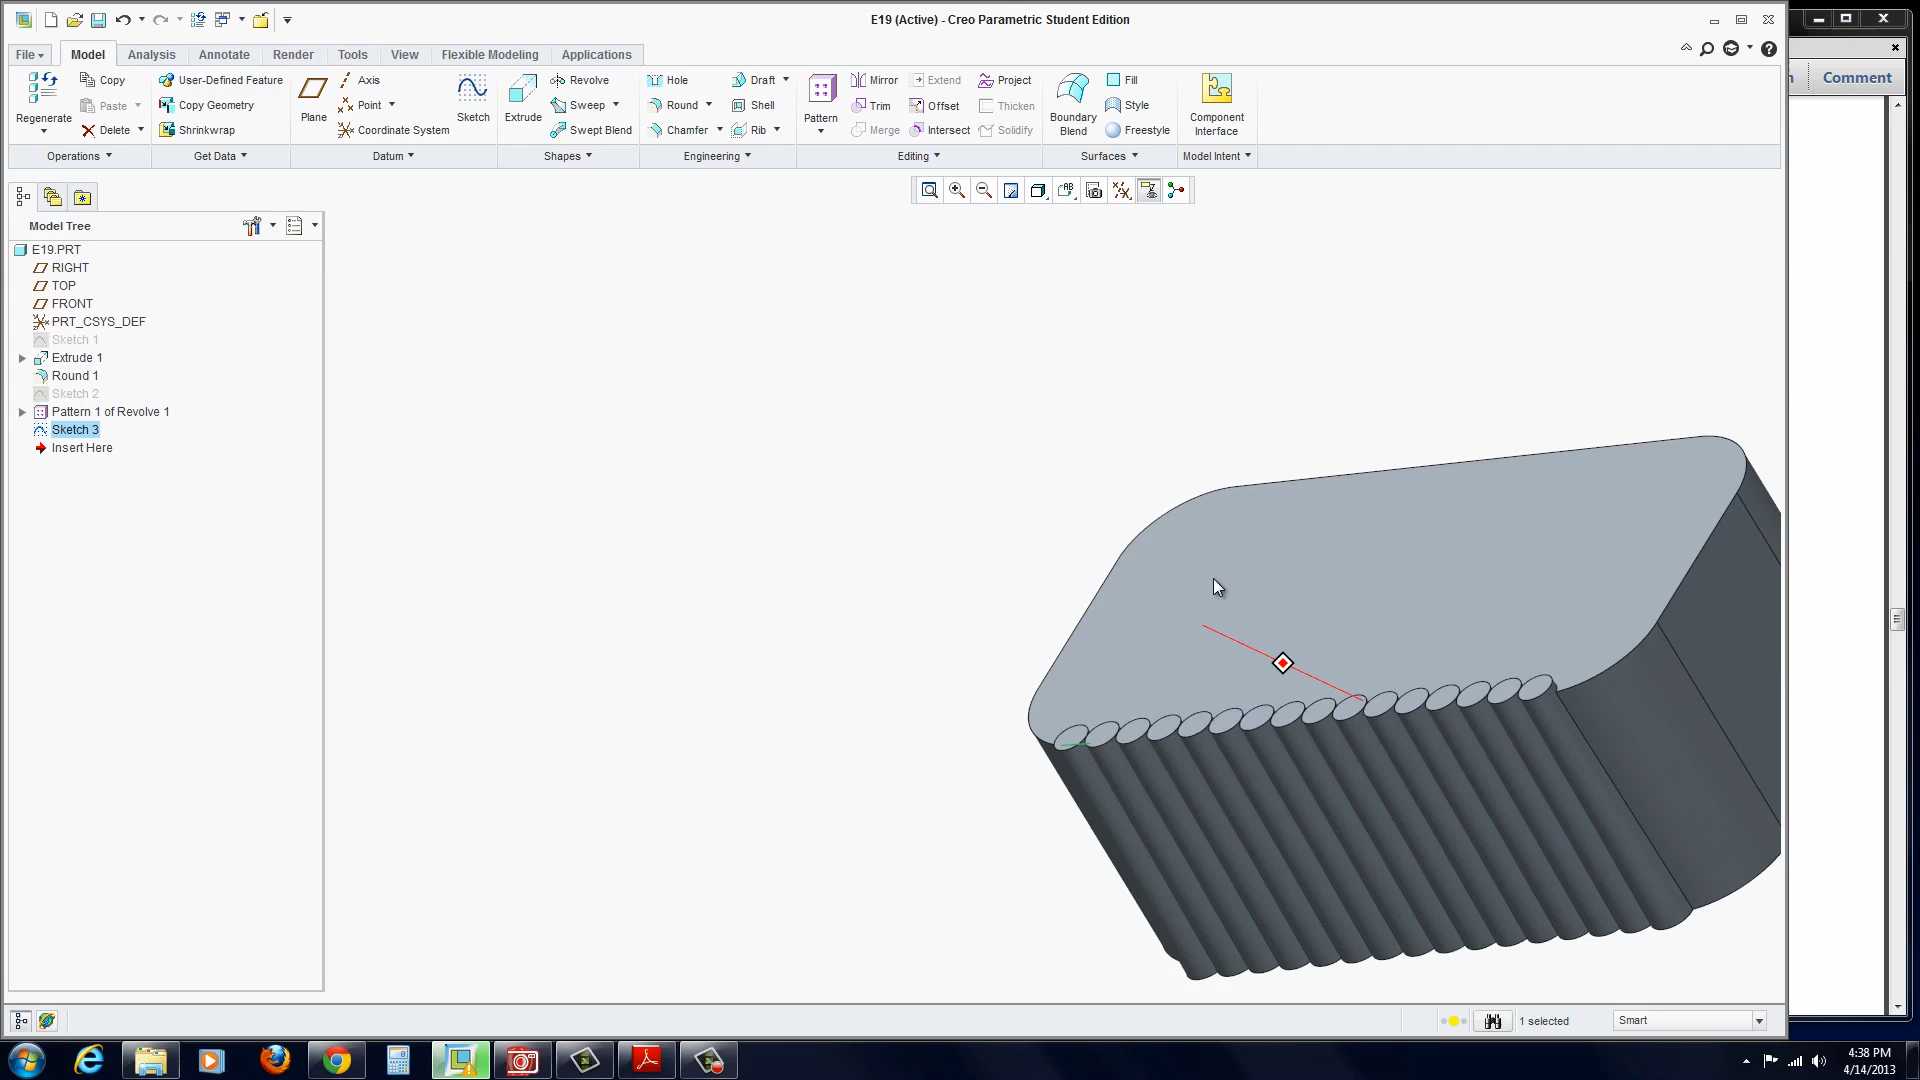 E19 (Active) - Creo Parametric Student Edition
File Model Analysis Annotate Render Tools View Flexible Modeling Applications
Copy User-Defined Feature Axis Revolve Hole Draft Mirror Extend Project Fill
Paste Copy Geometry Point Sweep Round Shell Trim Offset Thicken Style
Regenerate Delete Shrinkwrap Plane Coordinate System Sketch Extrude Swept Blend Chamfer Rib Pattern Merge Intersect Solidify Boundary Blend Freestyle Component Interface
Operations Get Data Datum Shapes Engineering Editing Surfaces Model Intent
Comment
Model Tree
E19.PRT
RIGHT
TOP
FRONT
PRT_CSYS_DEF
Sketch 1
Extrude 1
Round 1
Sketch 2
Pattern 1 of Revolve 1
Sketch 3
Insert Here
1 selected Smart
4:38 PM
4/14/2013